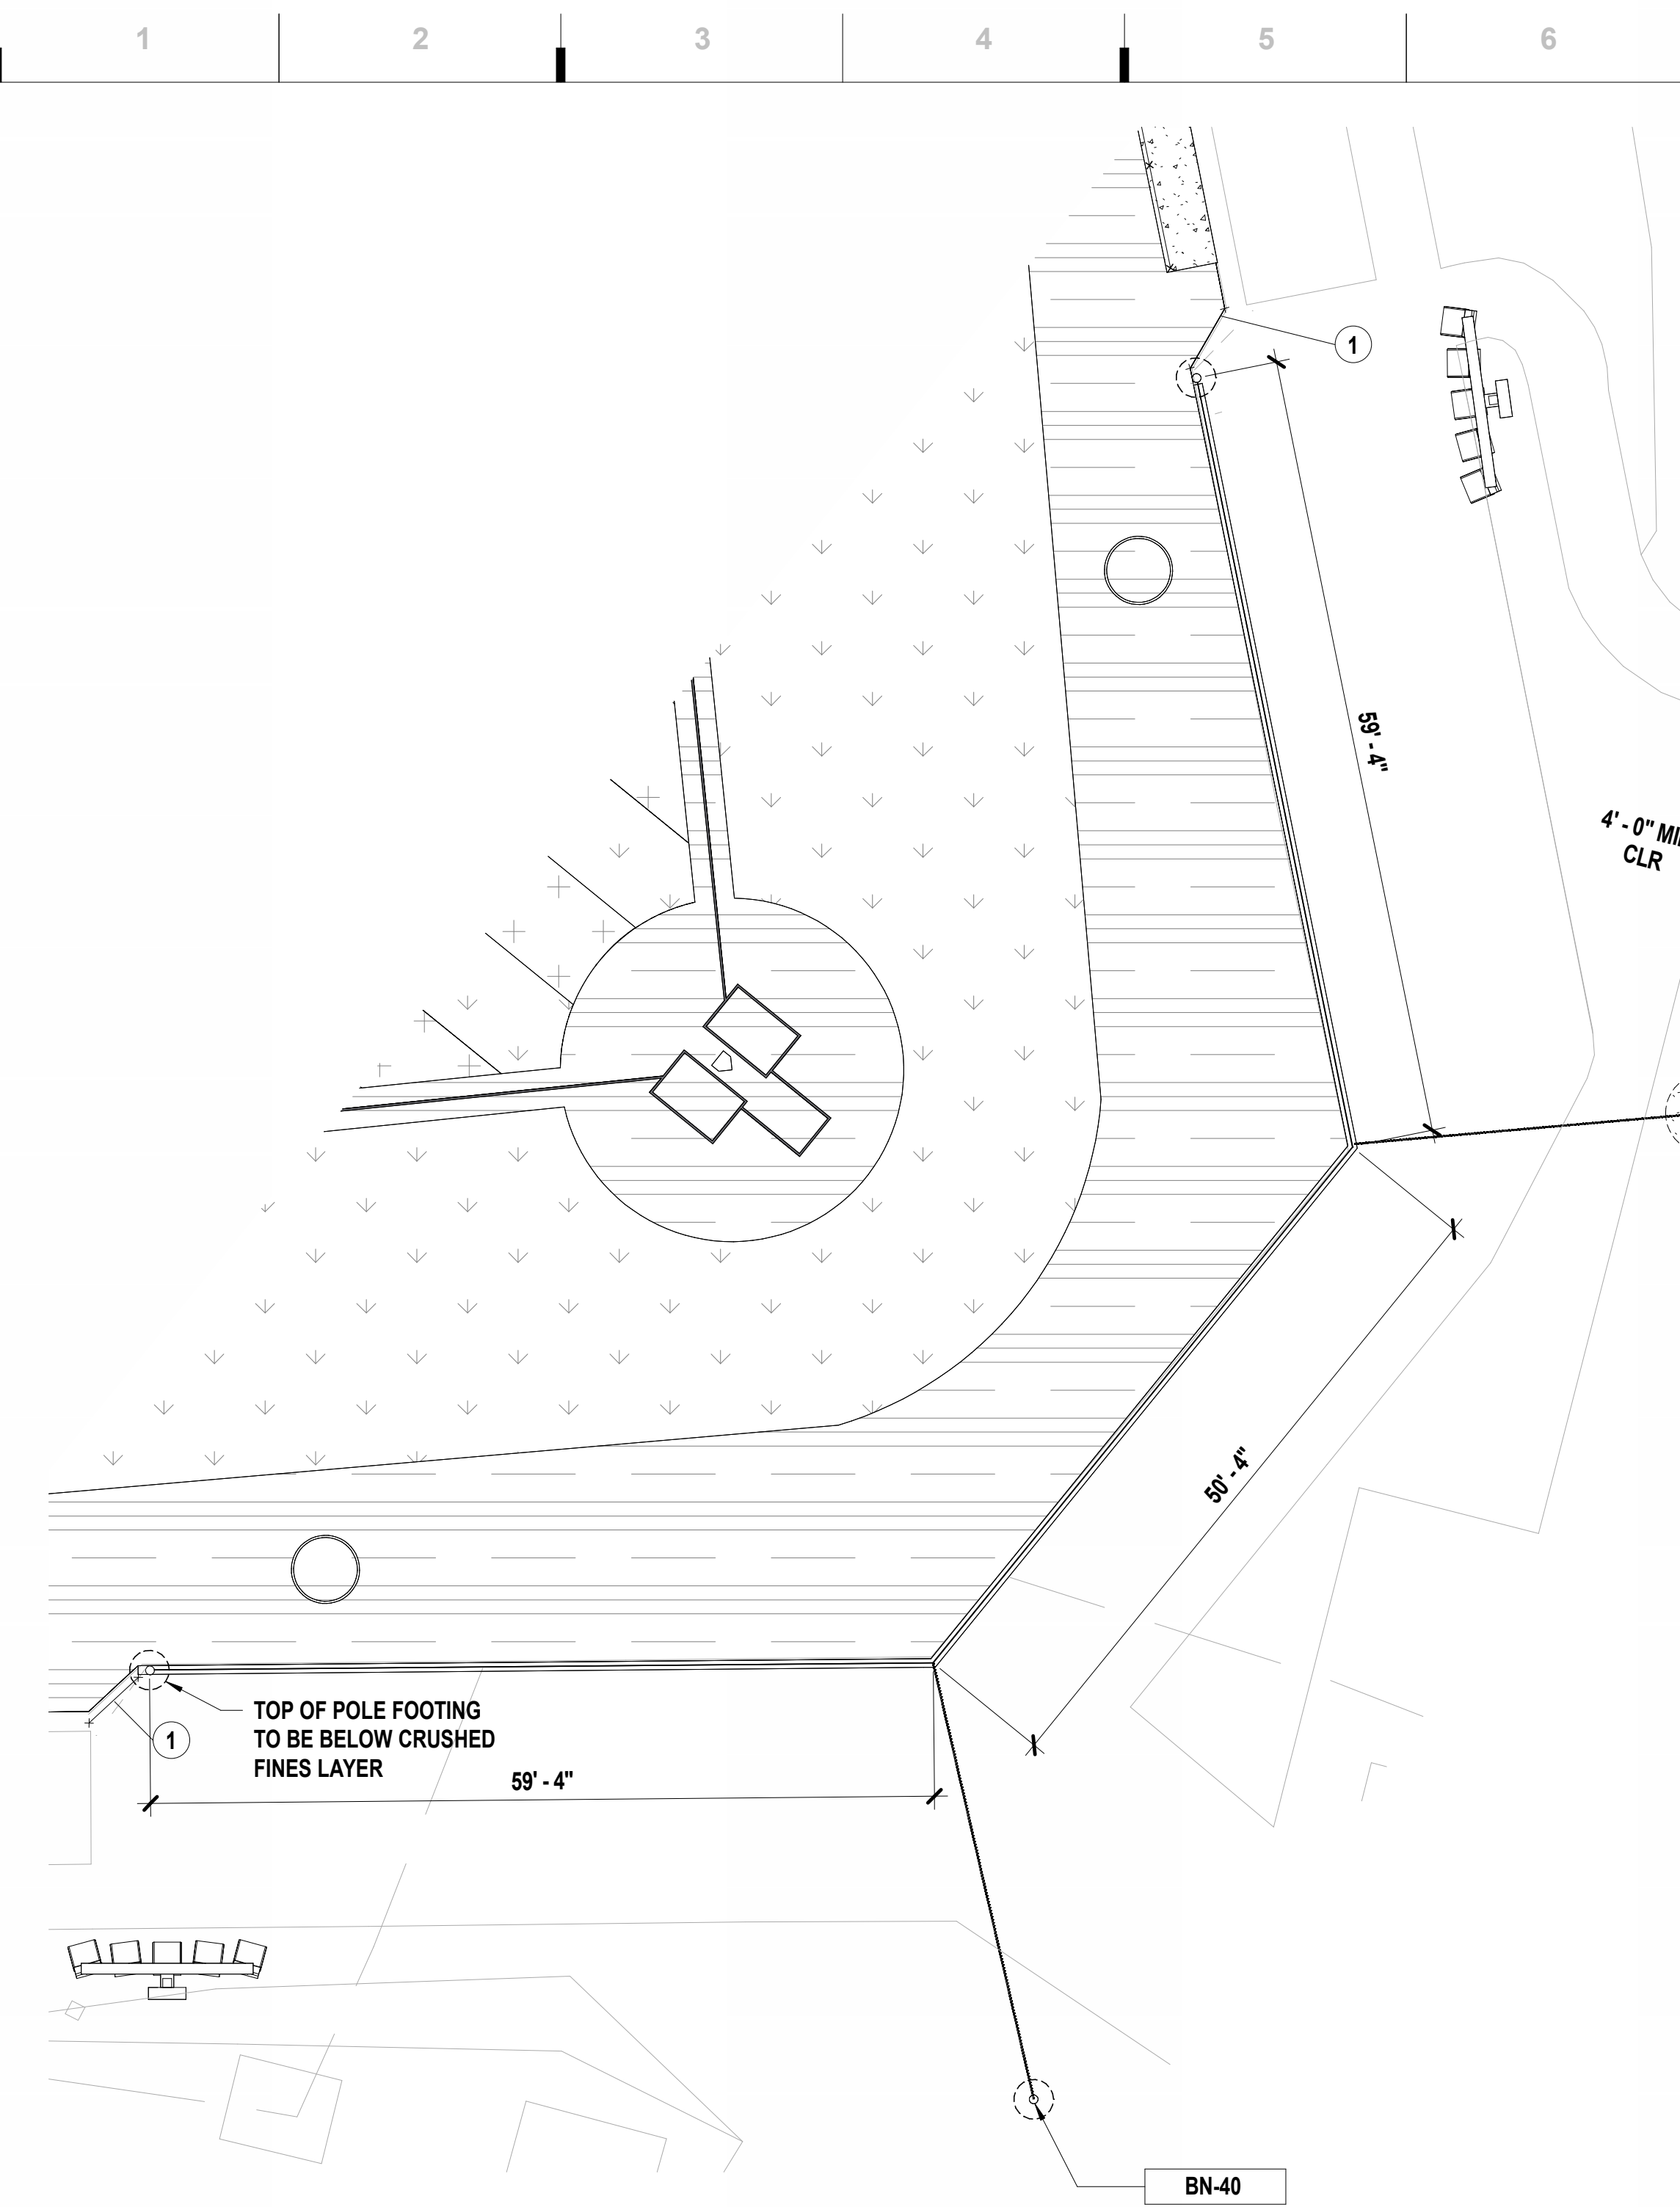 1
2
3
4
5
6
1
59' - 4"
4' - 0" MI
CLR
50' - 4"
TOP OF POLE FOOTING
TO BE BELOW CRUSHED
FINES LAYER
1
59' - 4"
BN-40